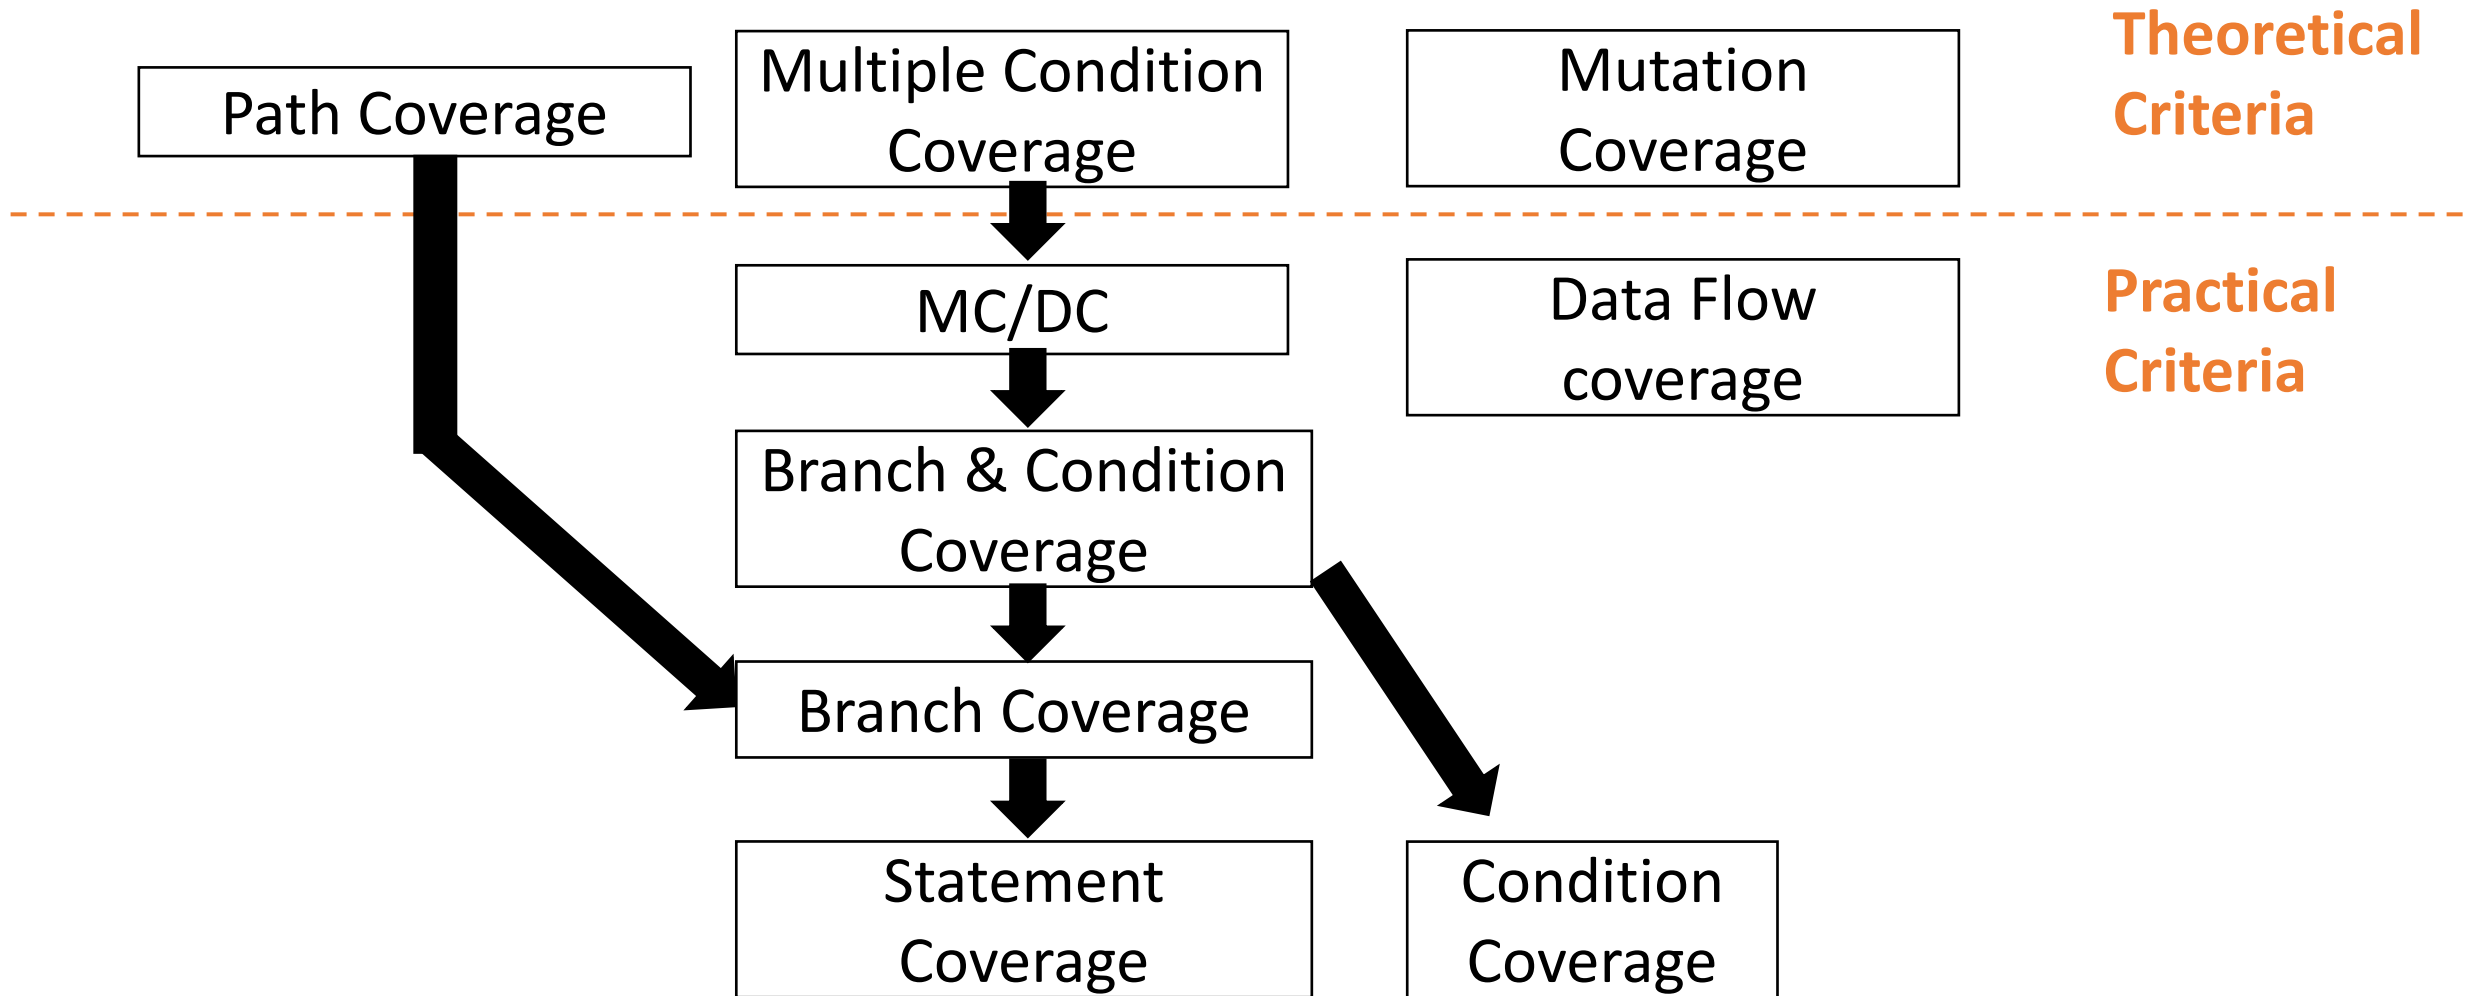 Path Coverage
Multiple Condition
Coverage
Mutation
Coverage
Theoretical
Criteria
MC/DC
Data Flow
coverage
Practical
Criteria
Branch & Condition
Coverage
Branch Coverage
Statement
Coverage
Condition
Coverage